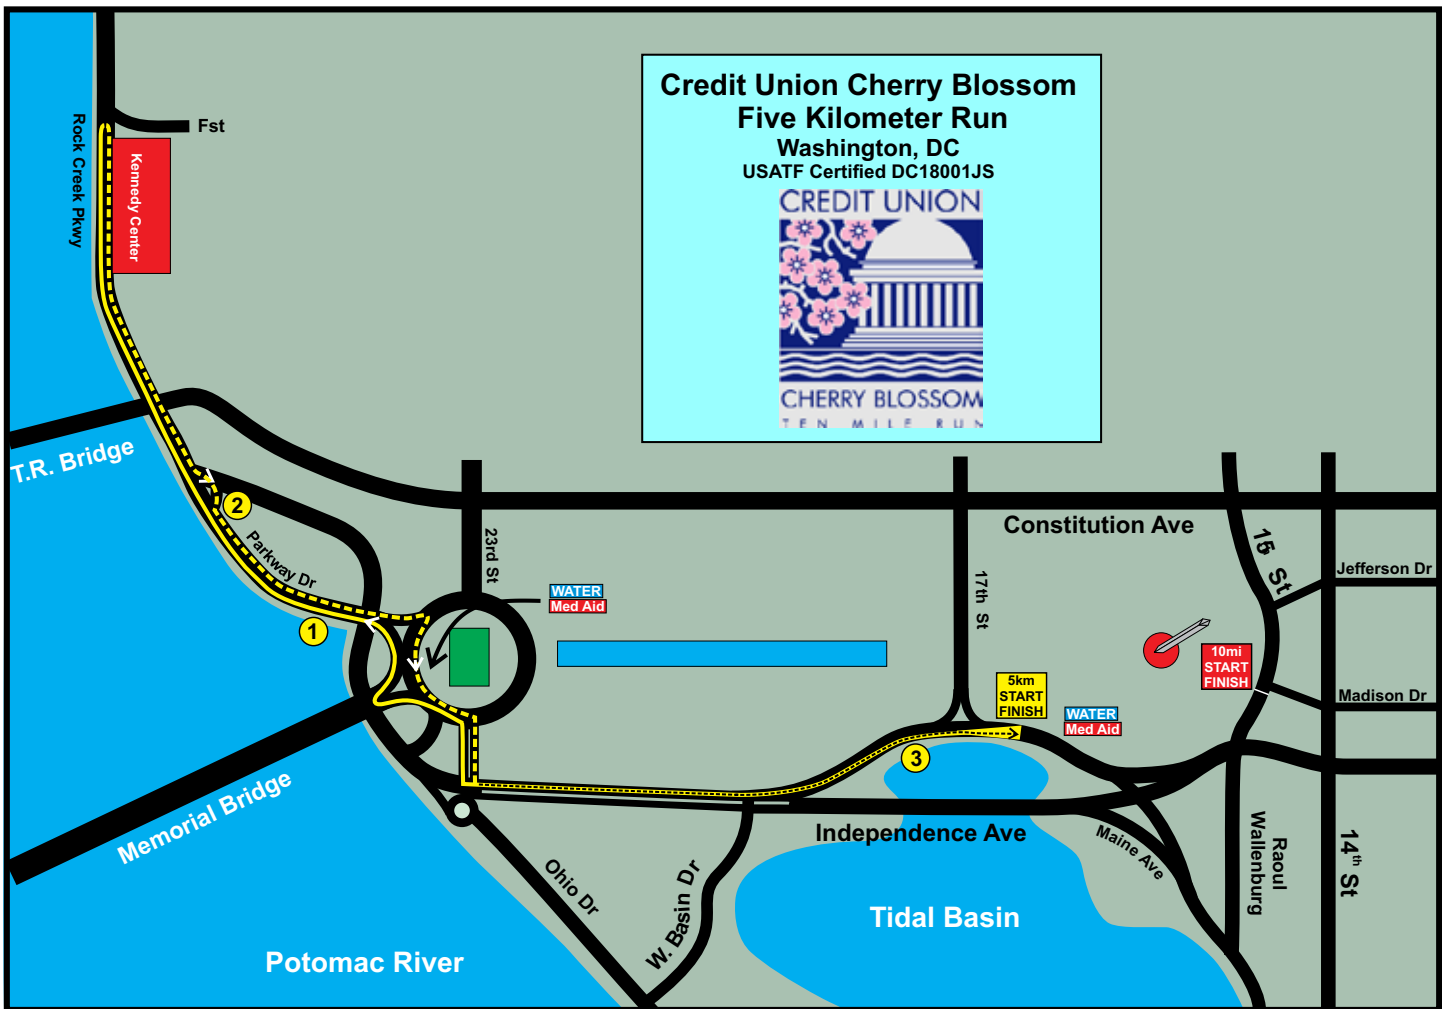 Credit Union Cherry Blossom
Five Kilometer Run
Washington, DC
USATF Certified DC18001JS
CREDIT UNION
CHERRY BLOSSOM
TEN MILE RUN
Fst
Rock Creek Pkwy
Kennedy Center
T.R. Bridge
2
Parkway Dr
1
23rd St
WATER
Med Aid
Constitution Ave
17th St
15 St
Jefferson Dr
10mi
START
FINISH
5km
START
FINISH
WATER
Med Aid
Madison Dr
3
Memorial Bridge
Independence Ave
Maine Ave
Raoul
Wallenburg
14th St
Ohio Dr
W. Basin Dr
Tidal Basin
Potomac River